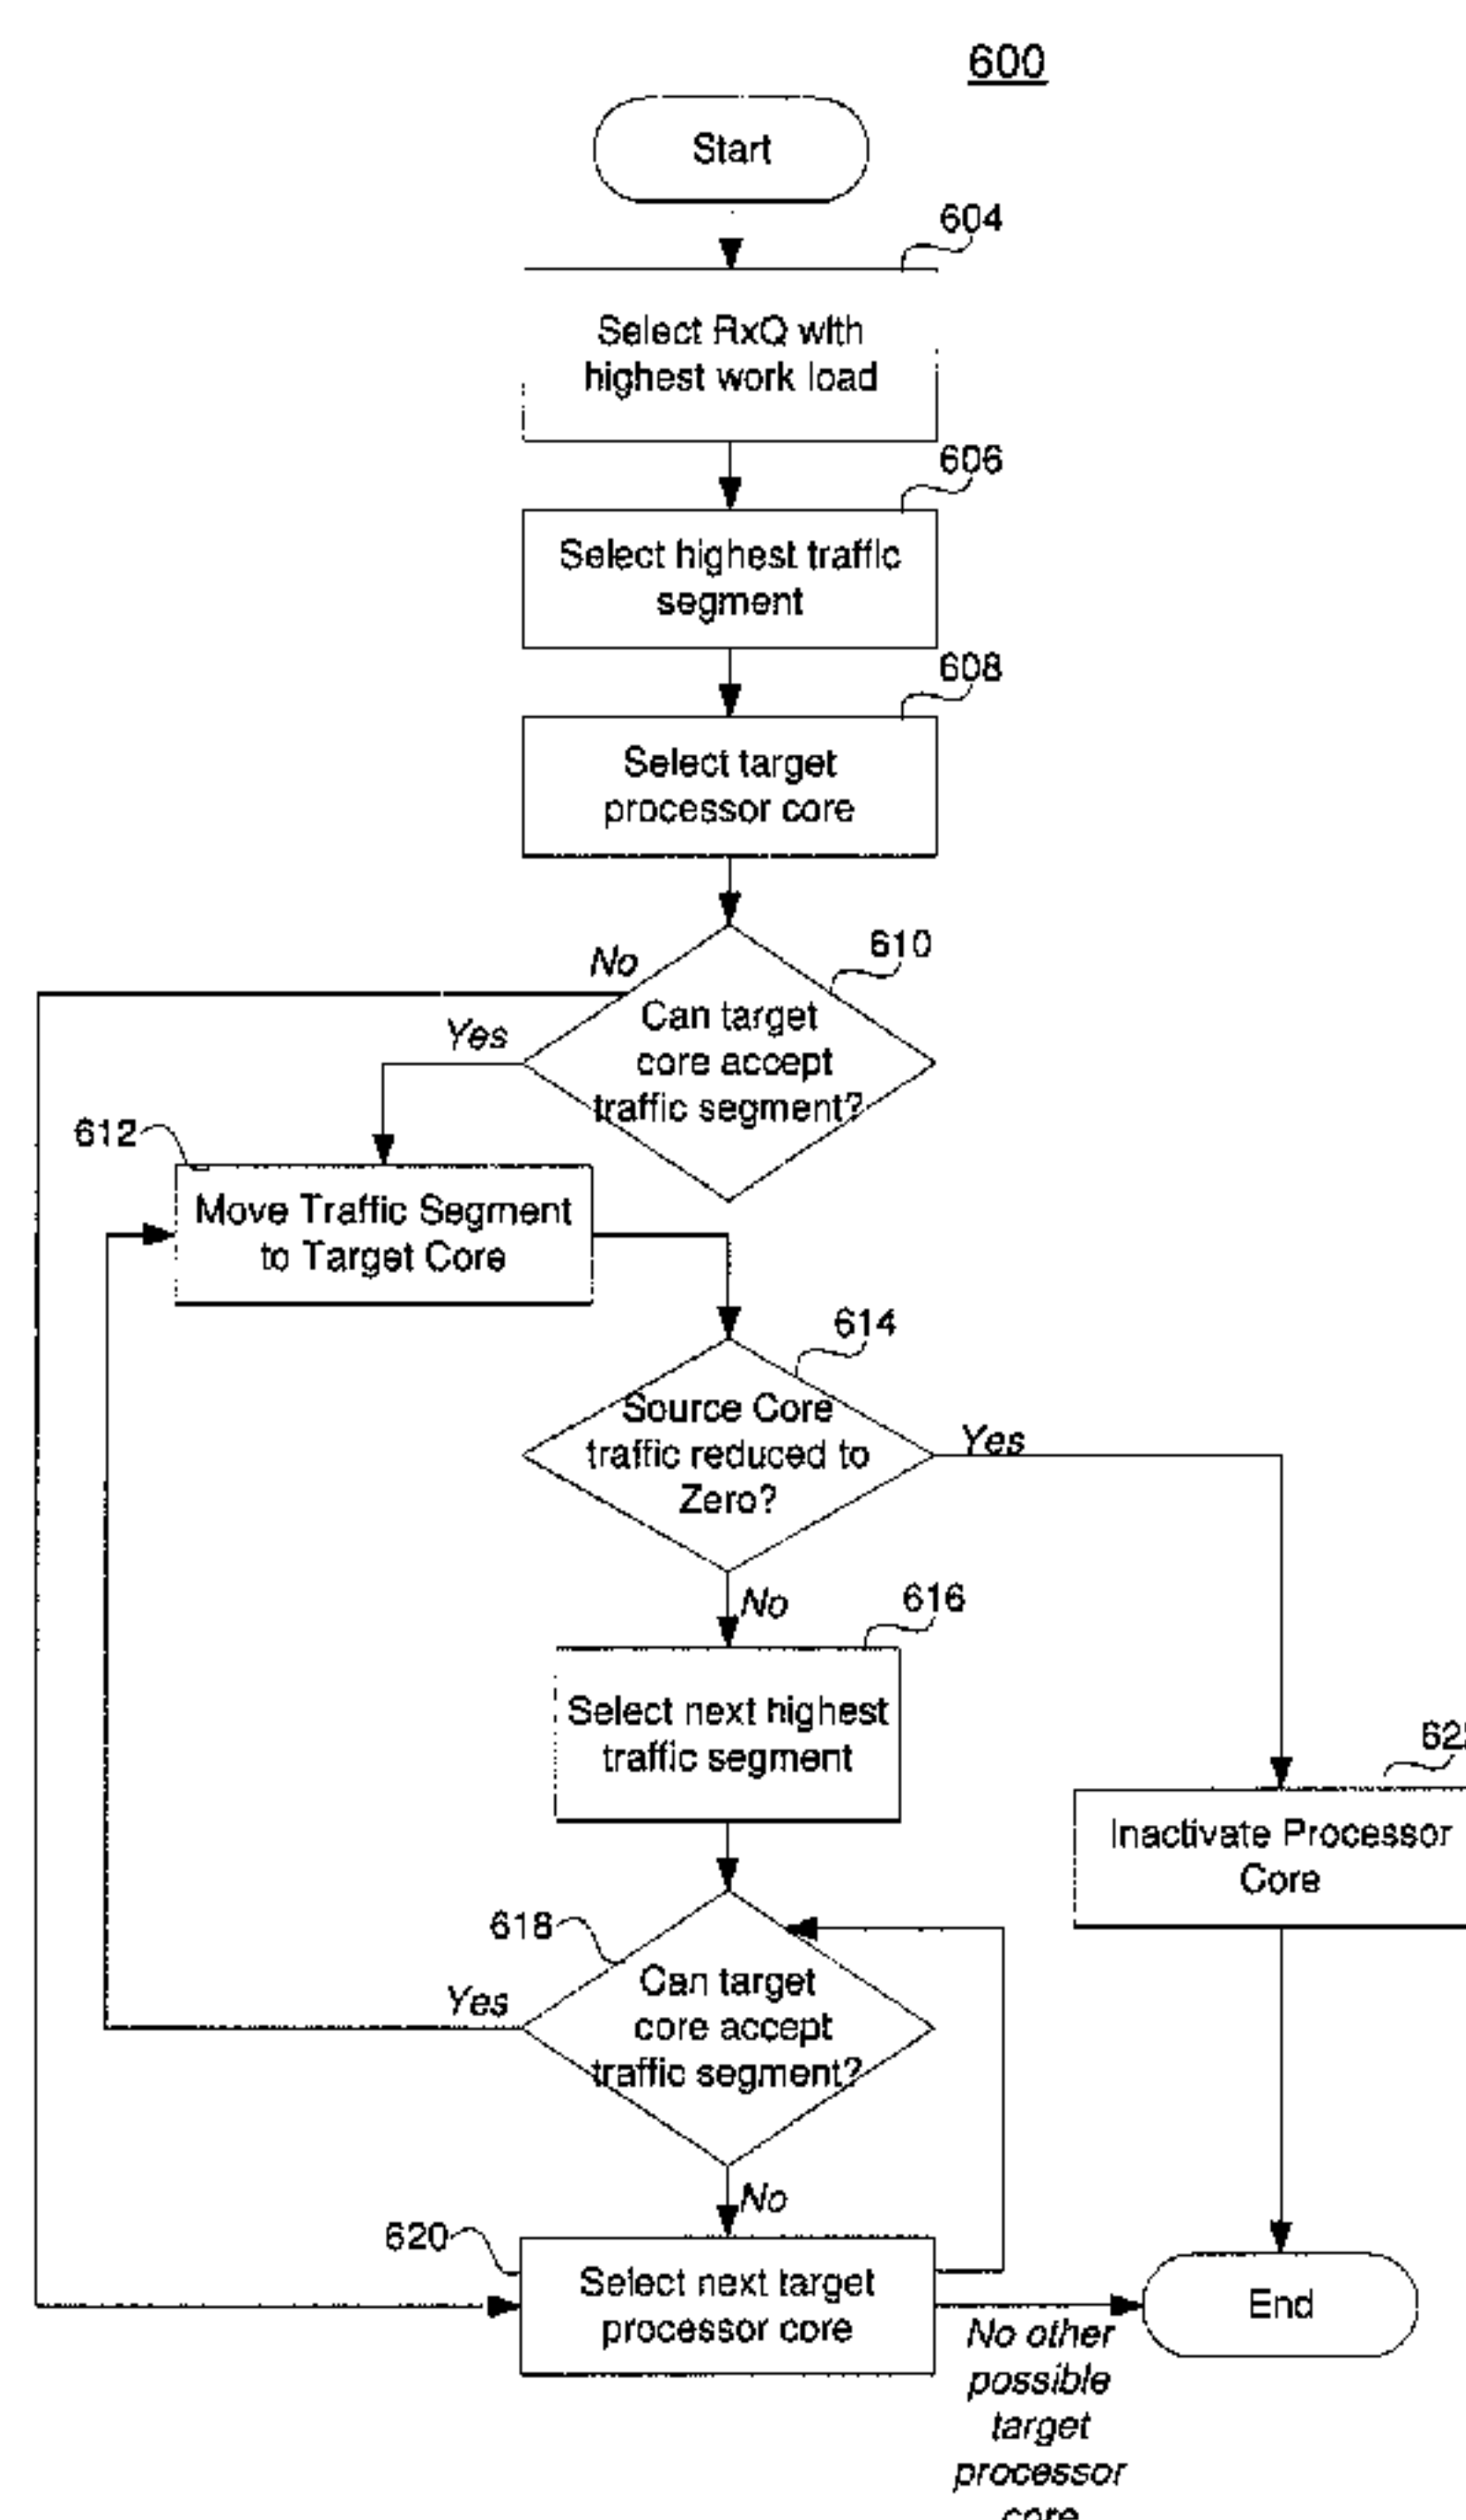 600
Start
604
Select RxQ with
highest work load
606
Select highest traffic
segment
608
Select target
processor core
610
No
Can target
core accept
traffic segment?
Yes
612
Move Traffic Segment
to Target Core
614
Source Core
traffic reduced to
Zero?
Yes
No
616
Select next highest
traffic segment
Inactivate Processor
Core
618
Can target
core accept
traffic segment?
Yes
No
620
Select next target
processor core
End
No other
possible
target
processor
core